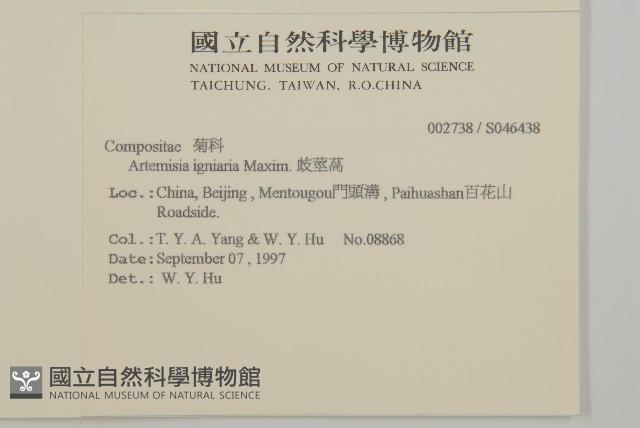 國立自然科學博物館
NATIONAL MUSEUM OF NATURAL SCIENCE
TAICHUNG, TAIWAN, R.O.CHINA
002738 / S046438
Compositae 菊科
Artemisia igniaria Maxim. 歧莖蒿
Loc.:China, Beijing , Mentougou門頭溝 , Paihuashan百花山
Roadside.
Col.:T. Y. A. Yang & W. Y. Hu No.08868
Date:September 07 , 1997
Det.: W. Y. Hu
國立自然科學博物館
NATIONAL MUSEUM OF NATURAL SCIENCE